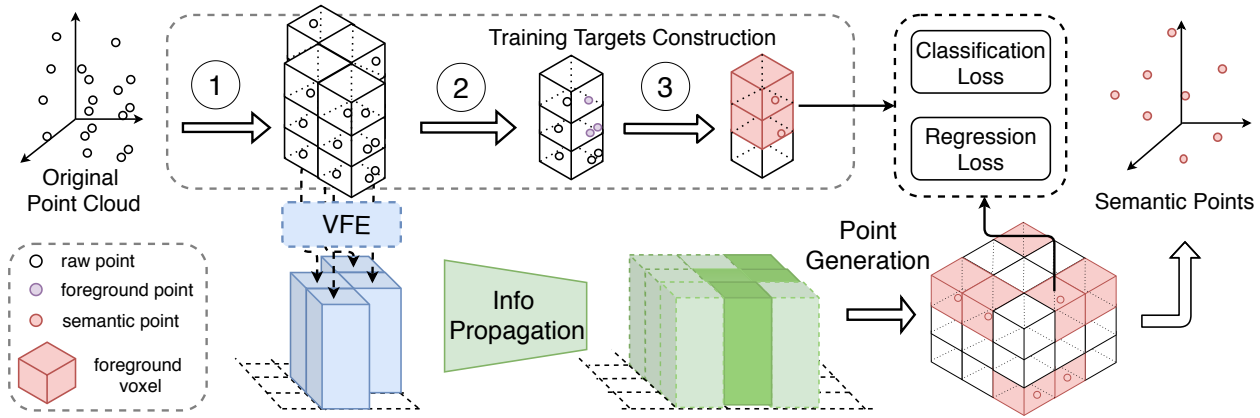 Original
Point Cloud
1
2
Training Targets Construction
3
Classification
Loss
Regression
Loss
Semantic Points
VFE
raw point
foreground point
semantic point
foreground
voxel
Info
Propagation
Point
Generation